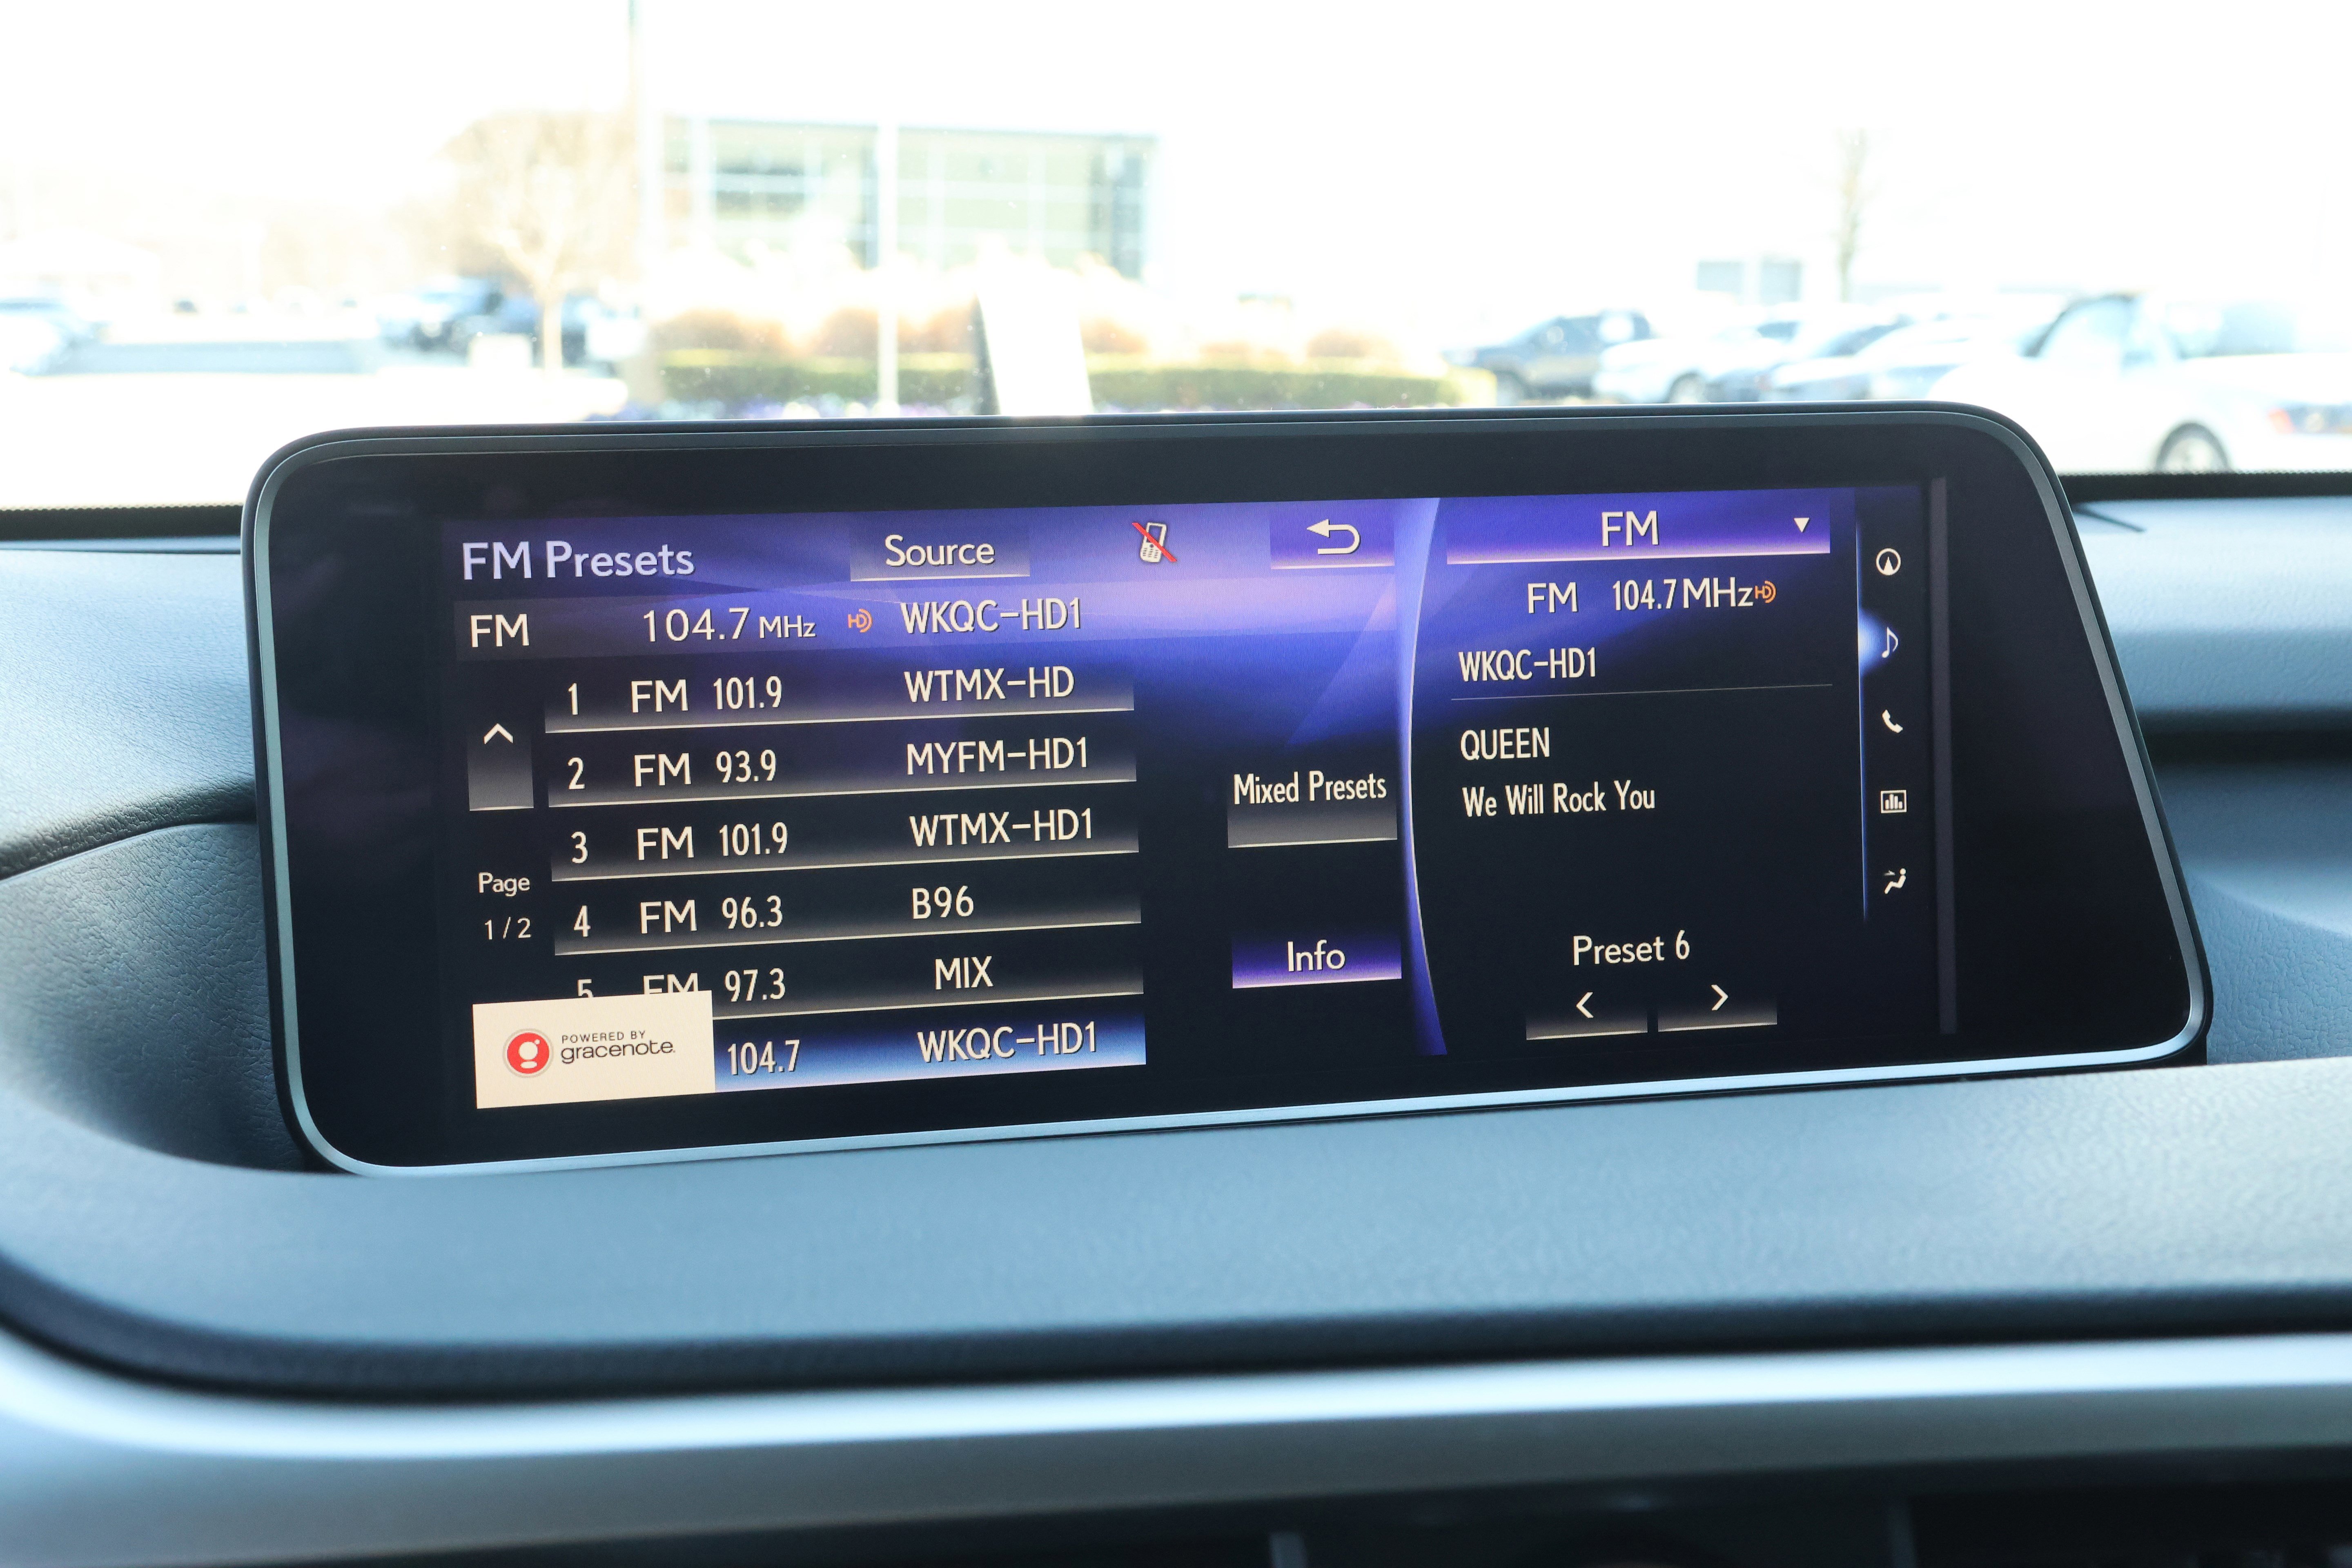 FM Presets
Source
FM 104.7 MHz HD WKQC-HD1
1 FM 101.9 WTMX-HD
2 FM 93.9 MYFM-HD1
3 FM 101.9 WTMX-HD1
4 FM 96.3 B96
5 FM 97.3 MIX
104.7 WKQC-HD1
Page
1/2
POWERED BY
gracenote.
Mixed Presets
Info
FM
FM 104.7MHz HD
WKQC-HD1
QUEEN
We Will Rock You
Preset 6